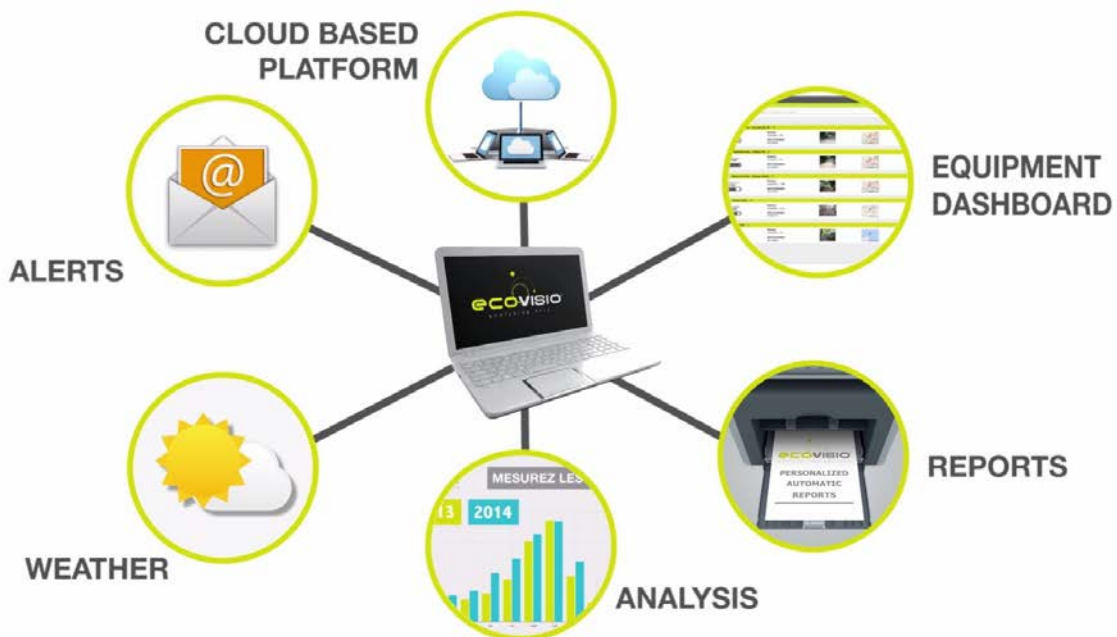 CLOUD BASED
PLATFORM
EQUIPMENT
DASHBOARD
ALERTS
ecovisio
REPORTS
ecovisio
PERSONALIZED
AUTOMATIC
REPORTS
WEATHER
MESUREZ LES
13 2014
ANALYSIS